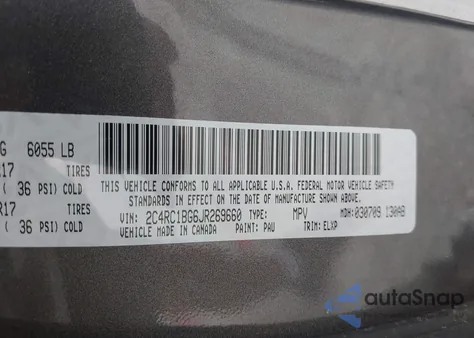 G 6055 LB
R17 TIRES
( 36 PSI) COLD
R17 TIRES
( 36 PSI) COLD
THIS VEHICLE CONFORMS TO ALL APPLICABLE U.S.A. FEDERAL MOTOR VEHICLE SAFETY
STANDARDS IN EFFECT ON THE DATE OF MANUFACTURE SHOWN ABOVE.
VIN: 2C4RC1BG6JR269660 TYPE: MPV MDH: 030709 130AB
VEHICLE MADE IN CANADA PAINT: PAU TRIM: ELXP
autoSnap